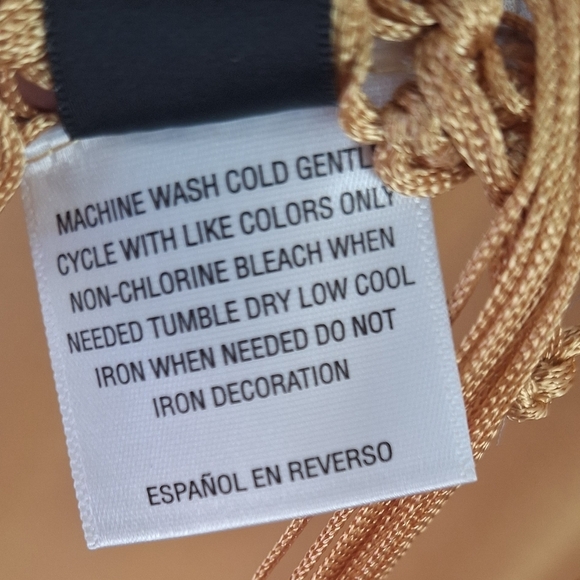 MACHINE WASH COLD GENTLE
CYCLE WITH LIKE COLORS ONLY
NON-CHLORINE BLEACH WHEN
NEEDED TUMBLE DRY LOW COOL
IRON WHEN NEEDED DO NOT
IRON DECORATION
ESPAÑOL EN REVERSO